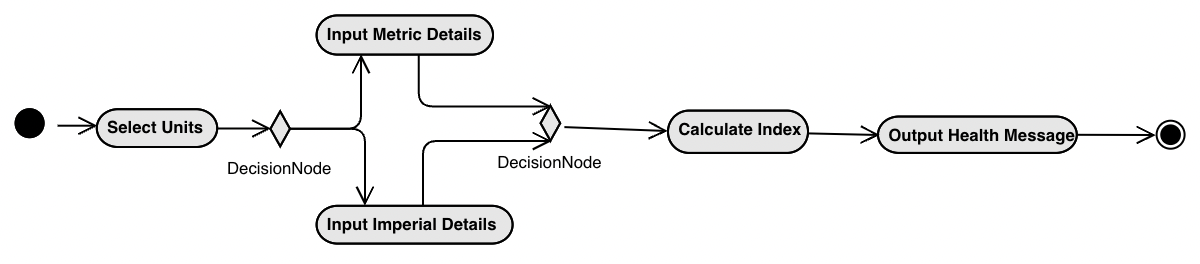 Input Metric Details
Select Units
DecisionNode
Input Imperial Details
DecisionNode
Calculate Index
Output Health Message